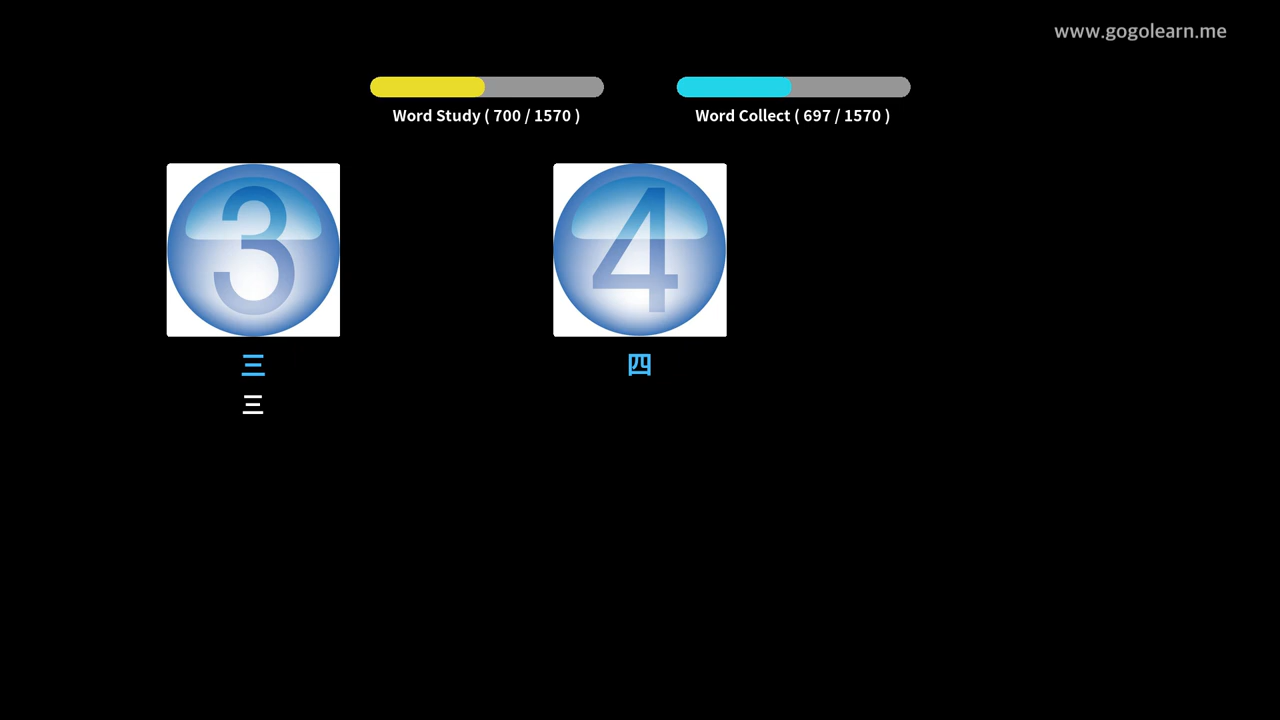 www.gogolearn.me
Word Study ( 700 / 1570 )
Word Collect ( 697 / 1570 )
3
4
三
四
三